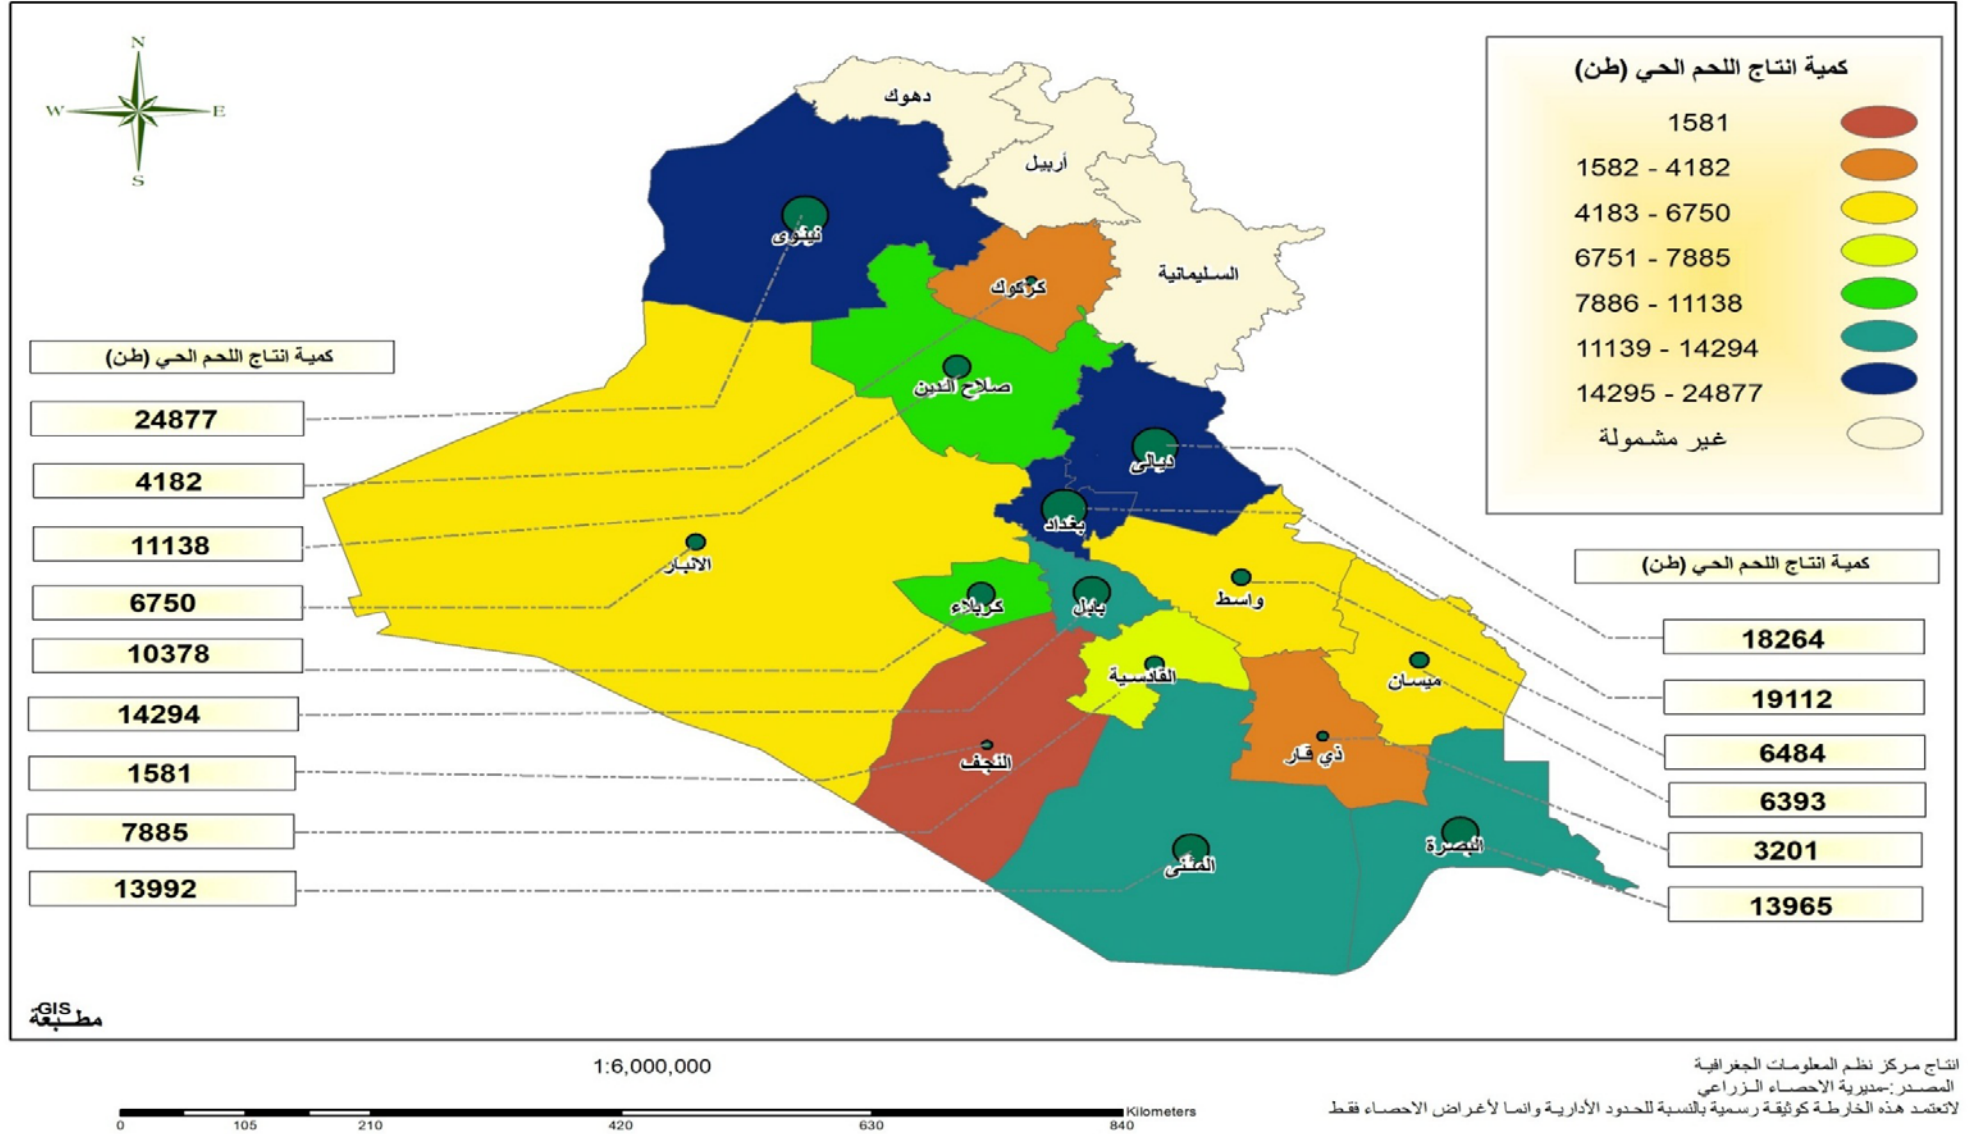 N
W E
S
كمية انتاج اللحم الحي (طن)
1581
1582 - 4182
4183 - 6750
6751 - 7885
7886 - 11138
11139 - 14294
14295 - 24877
غير مشمولة
دهوك
أربيل
السليمانية
نينوى
كركوك
صلاح الدين
ديالى
بغداد
الانبار
كربلاء
بابل
واسط
القادسية
ميسان
النجف
ذي قار
المثنى
البصرة
كمية انتاج اللحم الحي (طن)
24877
4182
11138
6750
10378
14294
1581
7885
13992
كمية انتاج اللحم الحي (طن)
18264
19112
6484
6393
3201
13965
GIS
مطبعة
1:6,000,000
Kilometers
0 105 210 420 630 840
انتاج مركز نظم المعلومات الجغرافية
المصدر:-مديرية الاحصاء الزراعي
لاتعتمد هذه الخارطة كوثيقة رسمية بالنسبة للحدود الأدارية وانما لأغراض الاحصاء فقط